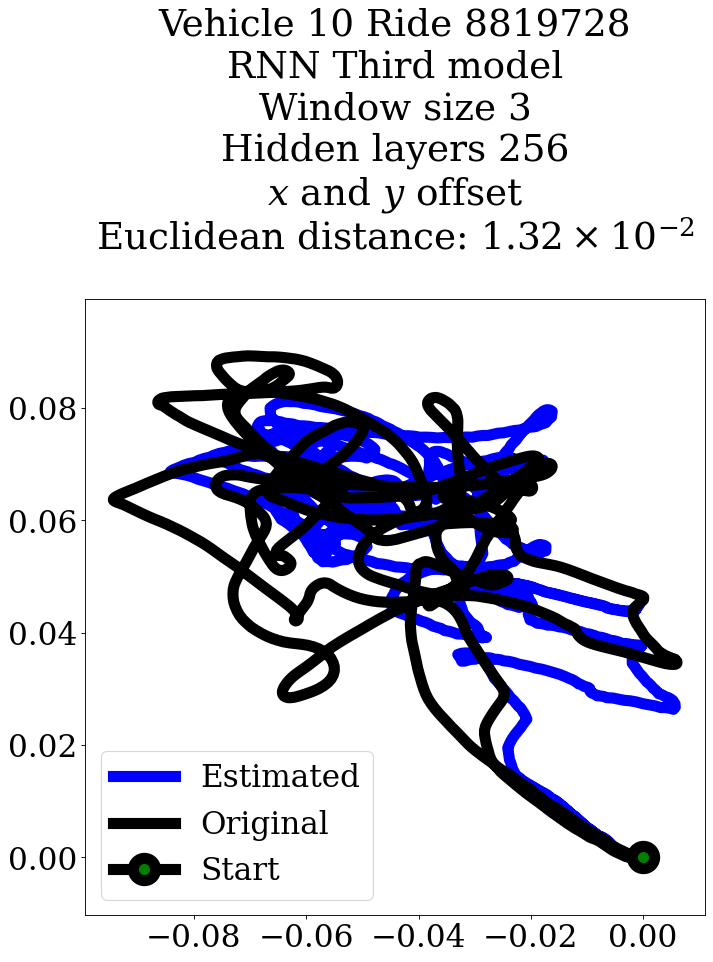 Vehicle 10 Ride 8819728
RNN Third model
Window size 3
Hidden layers 256
x and y offset
Euclidean distance: 1.32 × 10⁻²
0.08
0.06
0.04
0.02
0.00
Estimated
Original
Start
−0.08 −0.06 −0.04 −0.02 0.00